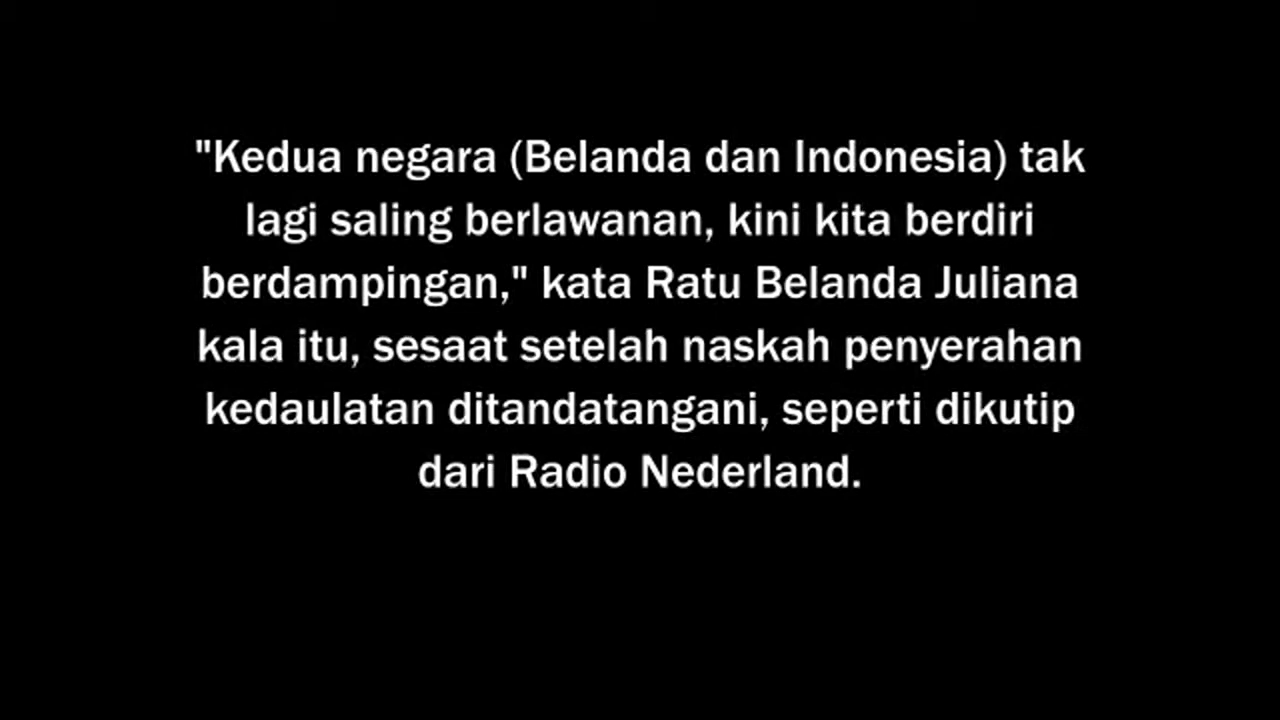 "Kedua negara (Belanda dan Indonesia) tak
lagi saling berlawanan, kini kita berdiri
berdampingan," kata Ratu Belanda Juliana
kala itu, sesaat setelah naskah penyerahan
kedaulatan ditandatangani, seperti dikutip
dari Radio Nederland.